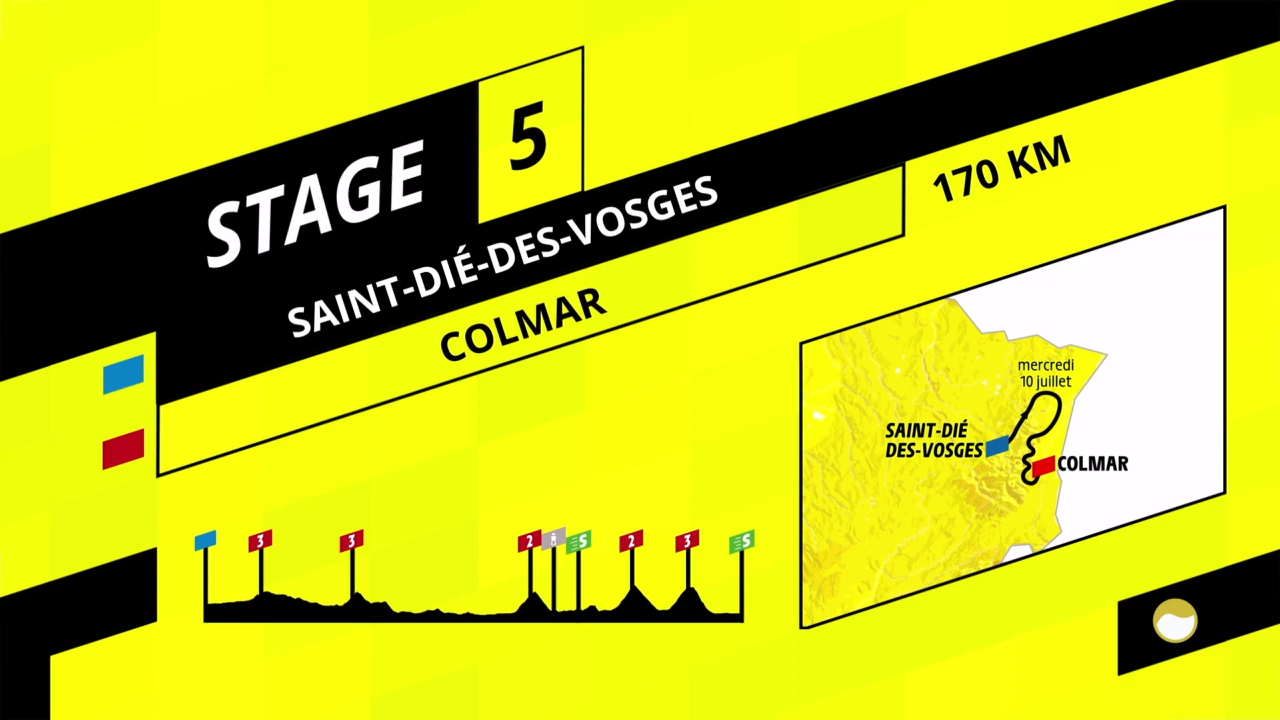 STAGE 5
SAINT-DIÉ-DES-VOSGES
170 KM
COLMAR
mercredi
10 juillet
SAINT-DIÉ
DES-VOSGES
COLMAR
3
3
2
S
2
3
S